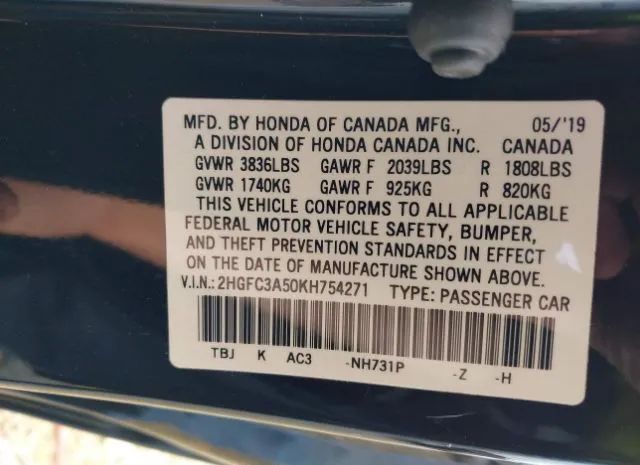 MFD. BY HONDA OF CANADA MFG., 05/'19
A DIVISION OF HONDA CANADA INC. CANADA
GVWR 3836LBS GAWR F 2039LBS R 1808LBS
GVWR 1740KG GAWR F 925KG R 820KG
THIS VEHICLE CONFORMS TO ALL APPLICABLE
FEDERAL MOTOR VEHICLE SAFETY, BUMPER,
AND THEFT PREVENTION STANDARDS IN EFFECT
ON THE DATE OF MANUFACTURE SHOWN ABOVE.
V.I.N.: 2HGFC3A50KH754271 TYPE: PASSENGER CAR
TBJ K AC3 -NH731P -Z -H